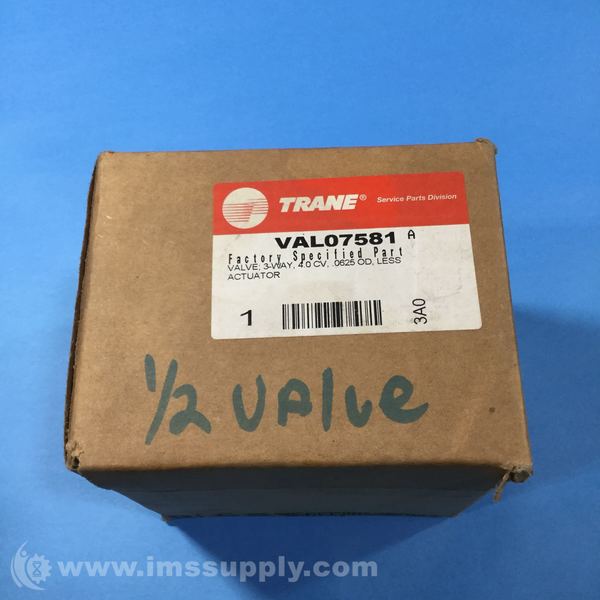 TRANE® Service Parts Division
VAL07581 A
Factory Specified Part
VALVE; 3-WAY, 4.0 CV, .0625 OD, LESS
ACTUATOR
1
3A0
1/2 VALVE
www.imssupply.com